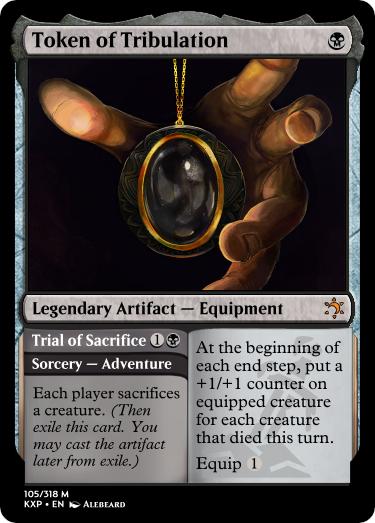 Token of Tribulation
Legendary Artifact — Equipment
Trial of Sacrifice 1
Sorcery — Adventure
Each player sacrifices
a creature. (Then
exile this card. You
may cast the artifact
later from exile.)
At the beginning of
each end step, put a
+1/+1 counter on
equipped creature
for each creature
that died this turn.
Equip 1
105/318 M
KXP • EN Alebeard